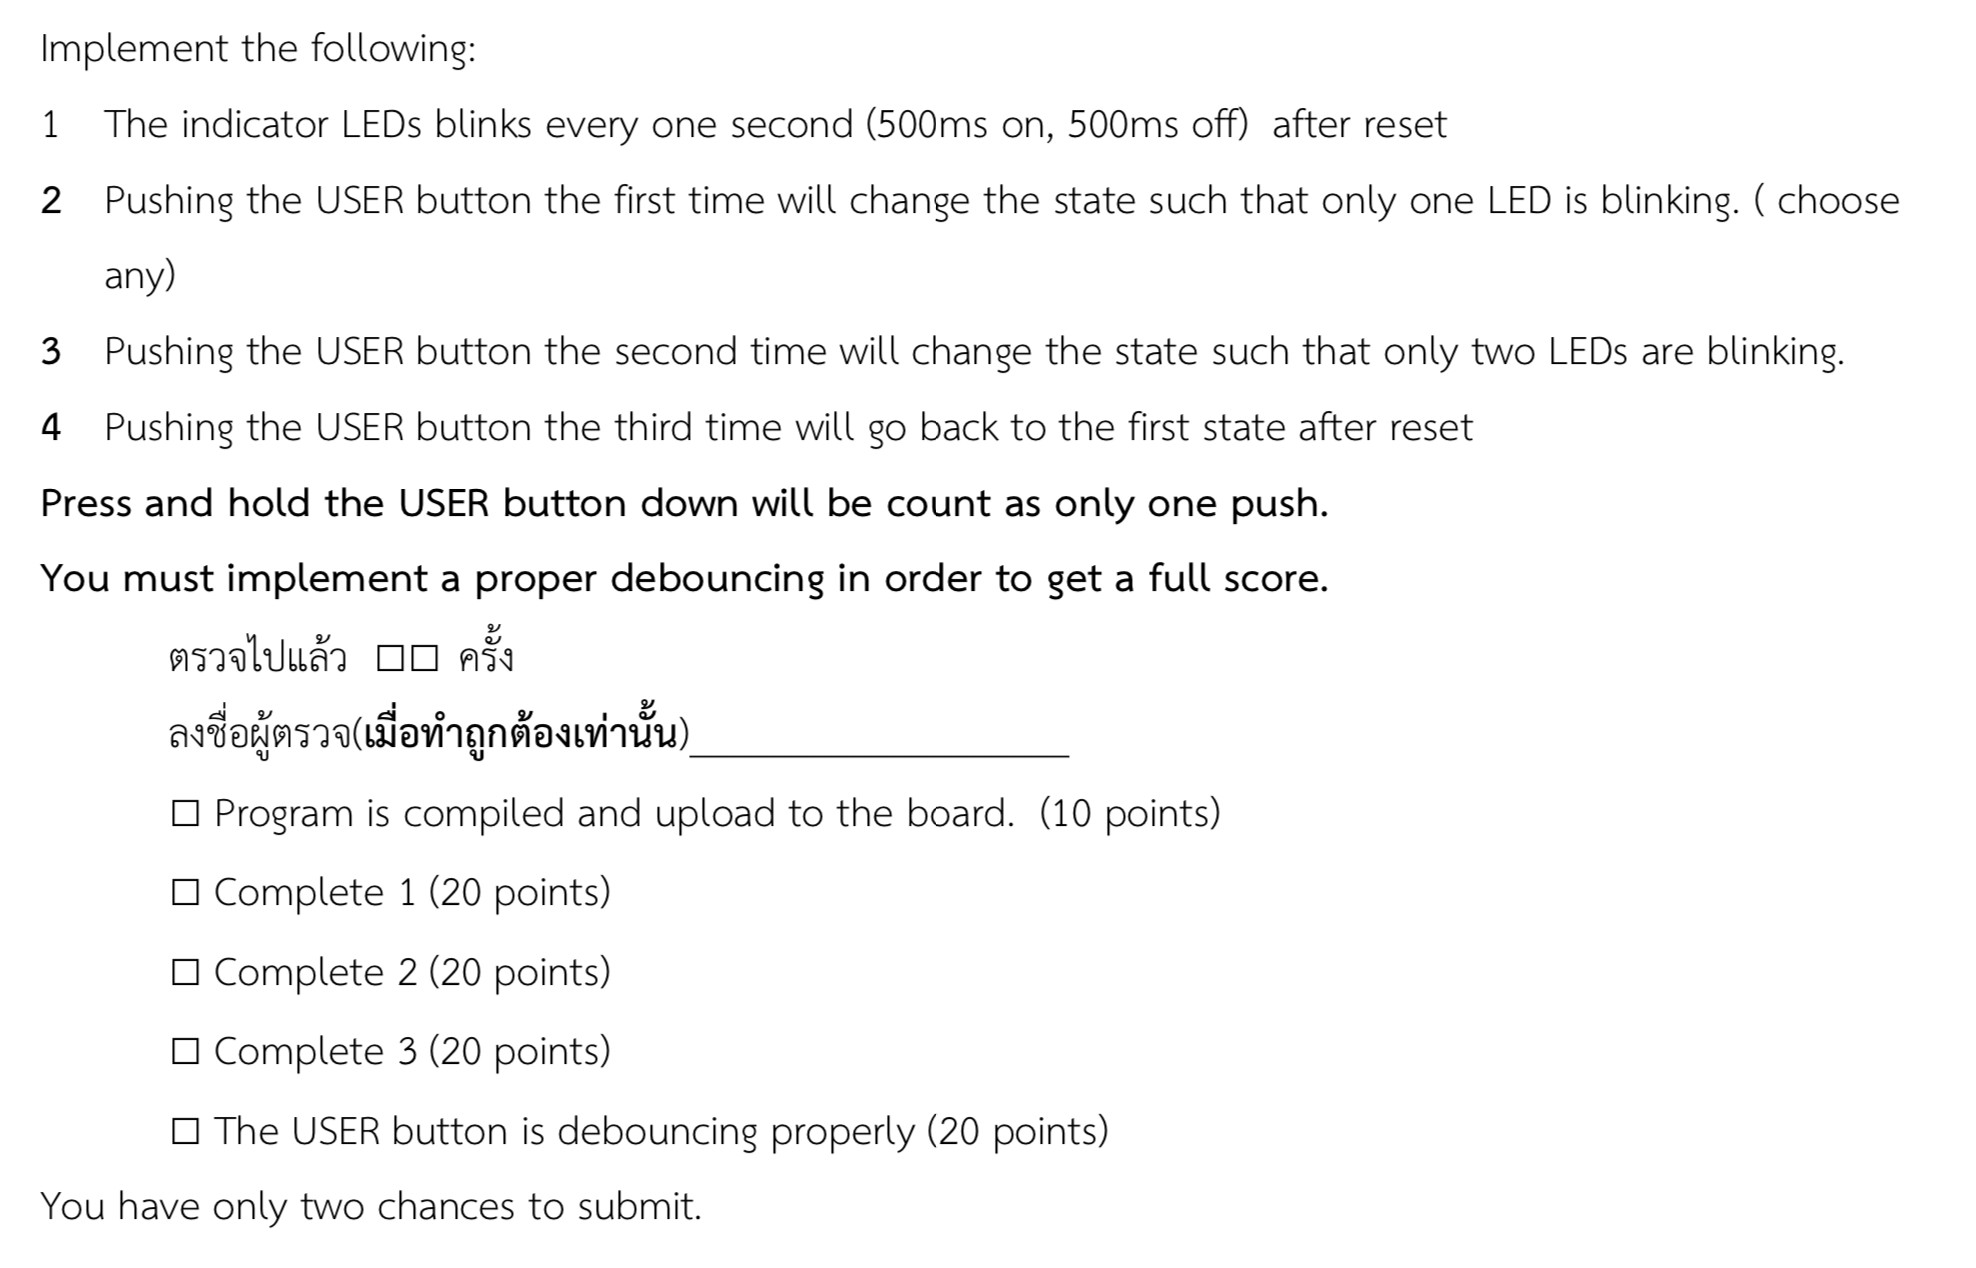 Implement the following:
1 The indicator LEDs blinks every one second (500ms on, 500ms off) after reset
2 Pushing the USER button the first time will change the state such that only one LED is blinking. ( choose
any)
3 Pushing the USER button the second time will change the state such that only two LEDs are blinking.
4 Pushing the USER button the third time will go back to the first state after reset
Press and hold the USER button down will be count as only one push.
You must implement a proper debouncing in order to get a full score.
ตรวจไปแล้ว □□ ครั้ง
ลงชื่อผู้ตรวจ(เมื่อทำถูกต้องเท่านั้น)____________________
□ Program is compiled and upload to the board. (10 points)
□ Complete 1 (20 points)
□ Complete 2 (20 points)
□ Complete 3 (20 points)
□ The USER button is debouncing properly (20 points)
You have only two chances to submit.